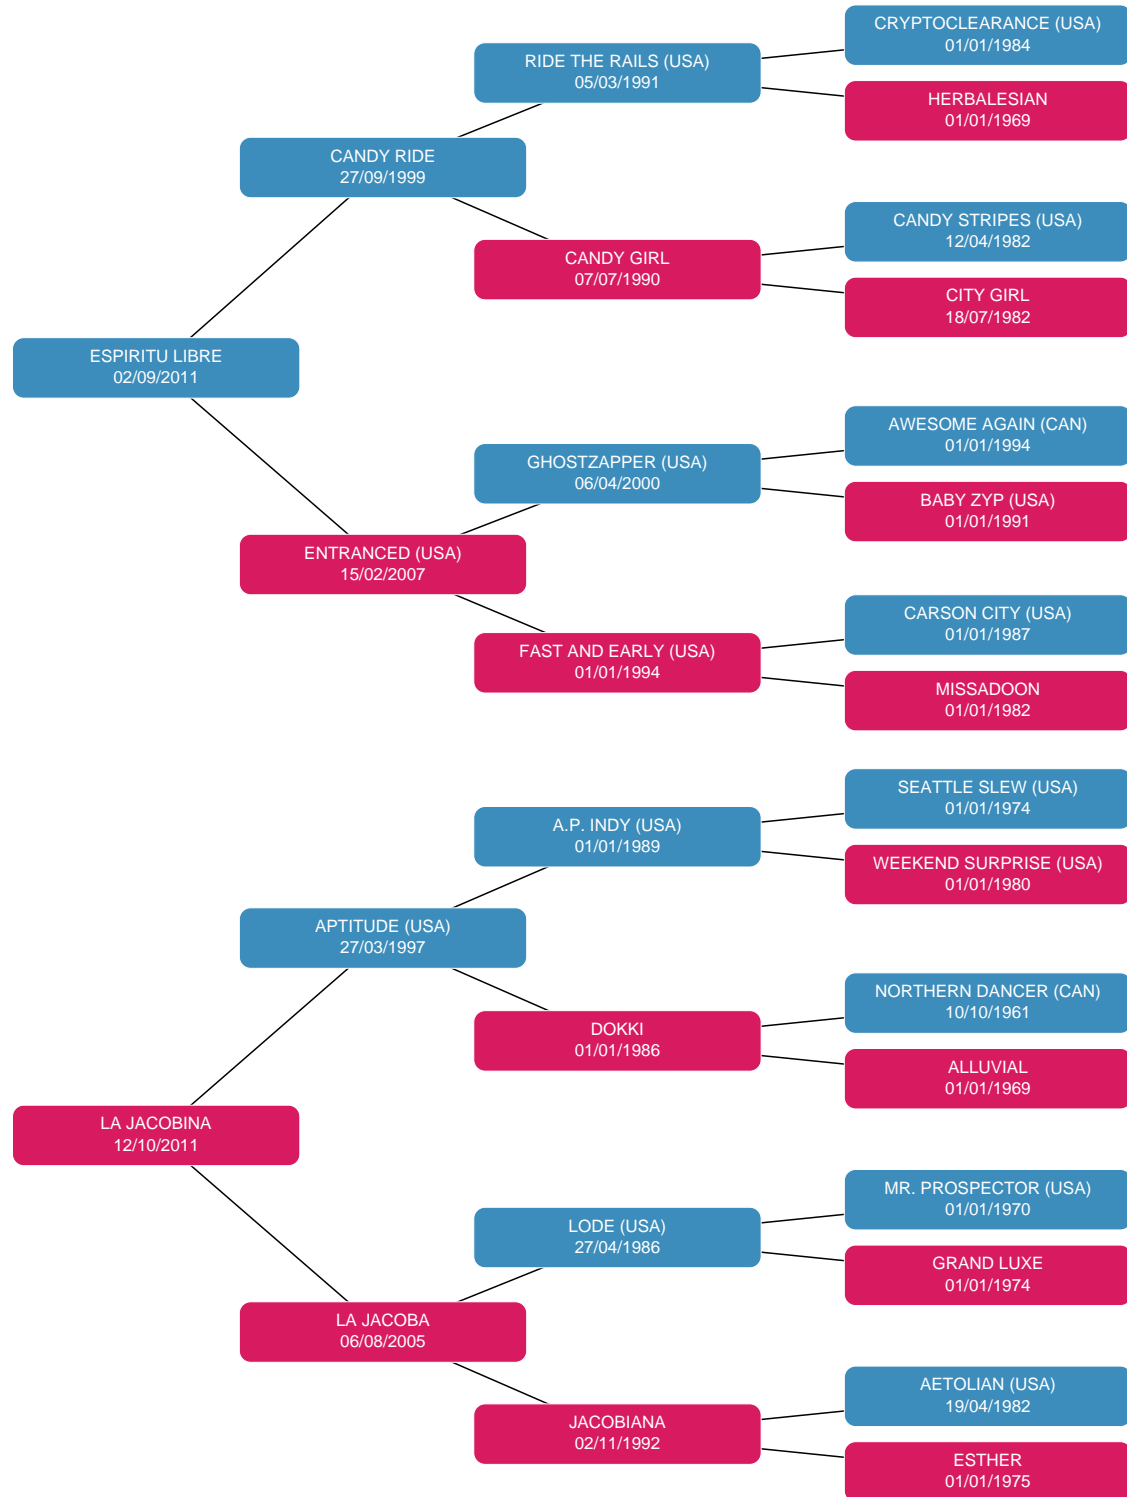 CRYPTOCLEARANCE (USA)
01/01/1984
RIDE THE RAILS (USA)
05/03/1991
HERBALESIAN
01/01/1969
CANDY RIDE
27/09/1999
CANDY STRIPES (USA)
12/04/1982
CANDY GIRL
07/07/1990
CITY GIRL
18/07/1982
ESPIRITU LIBRE
02/09/2011
AWESOME AGAIN (CAN)
01/01/1994
GHOSTZAPPER (USA)
06/04/2000
BABY ZYP (USA)
01/01/1991
ENTRANCED (USA)
15/02/2007
CARSON CITY (USA)
01/01/1987
FAST AND EARLY (USA)
01/01/1994
MISSADOON
01/01/1982
SEATTLE SLEW (USA)
01/01/1974
A.P. INDY (USA)
01/01/1989
WEEKEND SURPRISE (USA)
01/01/1980
APTITUDE (USA)
27/03/1997
NORTHERN DANCER (CAN)
10/10/1961
DOKKI
01/01/1986
ALLUVIAL
01/01/1969
LA JACOBINA
12/10/2011
MR. PROSPECTOR (USA)
01/01/1970
LODE (USA)
27/04/1986
GRAND LUXE
01/01/1974
LA JACOBA
06/08/2005
AETOLIAN (USA)
19/04/1982
JACOBIANA
02/11/1992
ESTHER
01/01/1975